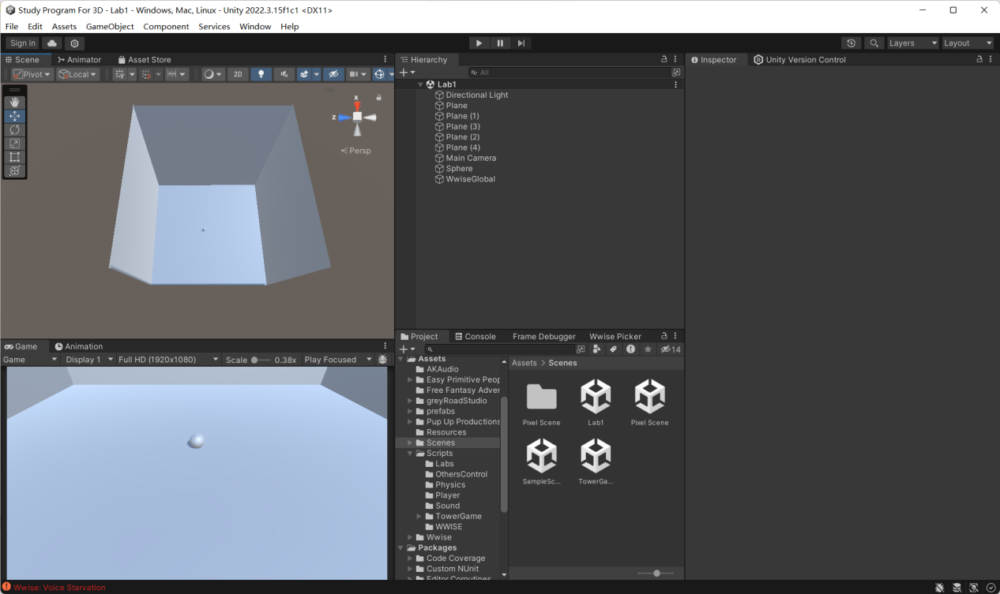 Study Program For 3D - Lab1 - Windows, Mac, Linux - Unity 2022.3.15f1c1 <DX11>
File Edit Assets GameObject Component Services Window Help
Sign in
Layers
Layout
Scene
Animator
Asset Store
Pivot
Local
2D
x
z
Persp
Hierarchy
All
Lab1
Directional Light
Plane
Plane (1)
Plane (3)
Plane (2)
Plane (4)
Main Camera
Sphere
WwiseGlobal
Inspector
Unity Version Control
Game
Animation
Game
Display 1
Full HD (1920x1080)
Scale
0.38x
Play Focused
Project
Console
Frame Debugger
Wwise Picker
14
Assets
AKAudio
Easy Primitive Peop
Free Fantasy Adver
greyRoadStudio
prefabs
Pup Up Productions
Resources
Scenes
Scripts
Labs
OthersControl
Physics
Player
Sound
TowerGame
WWISE
Wwise
Packages
Code Coverage
Custom NUnit
Editor Coroutines
Assets > Scenes
Pixel Scene
Lab1
Pixel Scene
SampleSc...
TowerGa...
Wwise: Voice Starvation